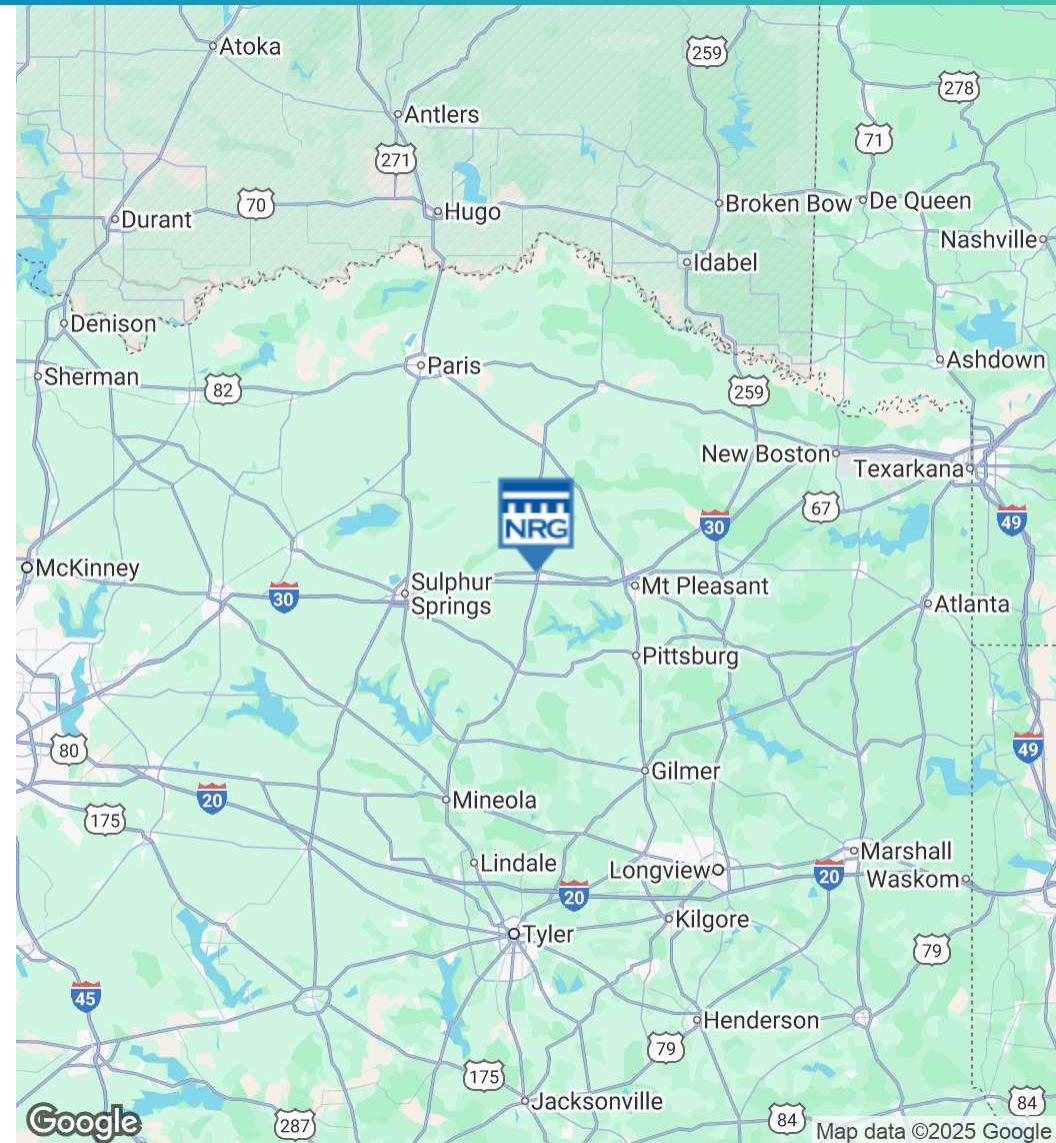 Atoka
259
278
Antlers
71
271
70
Durant
Hugo
Broken Bow
De Queen
Nashville
Idabel
Denison
Sherman
Paris
Ashdown
82
259
New Boston
Texarkana
67
NRG
30
49
McKinney
Sulphur
Springs
Mt Pleasant
30
Atlanta
Pittsburg
80
49
Gilmer
20
Mineola
175
Marshall
Lindale
Longview
20
Waskom
20
Kilgore
Tyler
79
45
Henderson
79
175
Jacksonville
84
Google
287
84
Map data ©2025 Google